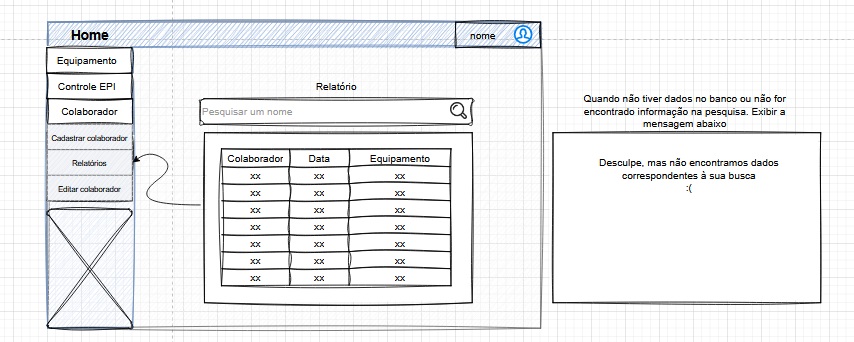 Home
nome
Equipamento
Controle EPI
Colaborador
Cadastrar colaborador
Relatórios
Editar colaborador
Relatório
Pesquisar um nome
Colaborador Data Equipamento
xx xx xx
xx xx xx
xx xx xx
xx xx xx
xx xx xx
xx xx xx
xx xx xx
Quando não tiver dados no banco ou não for
encontrado informação na pesquisa. Exibir a
mensagem abaixo
Desculpe, mas não encontramos dados
correspondentes à sua busca
:(